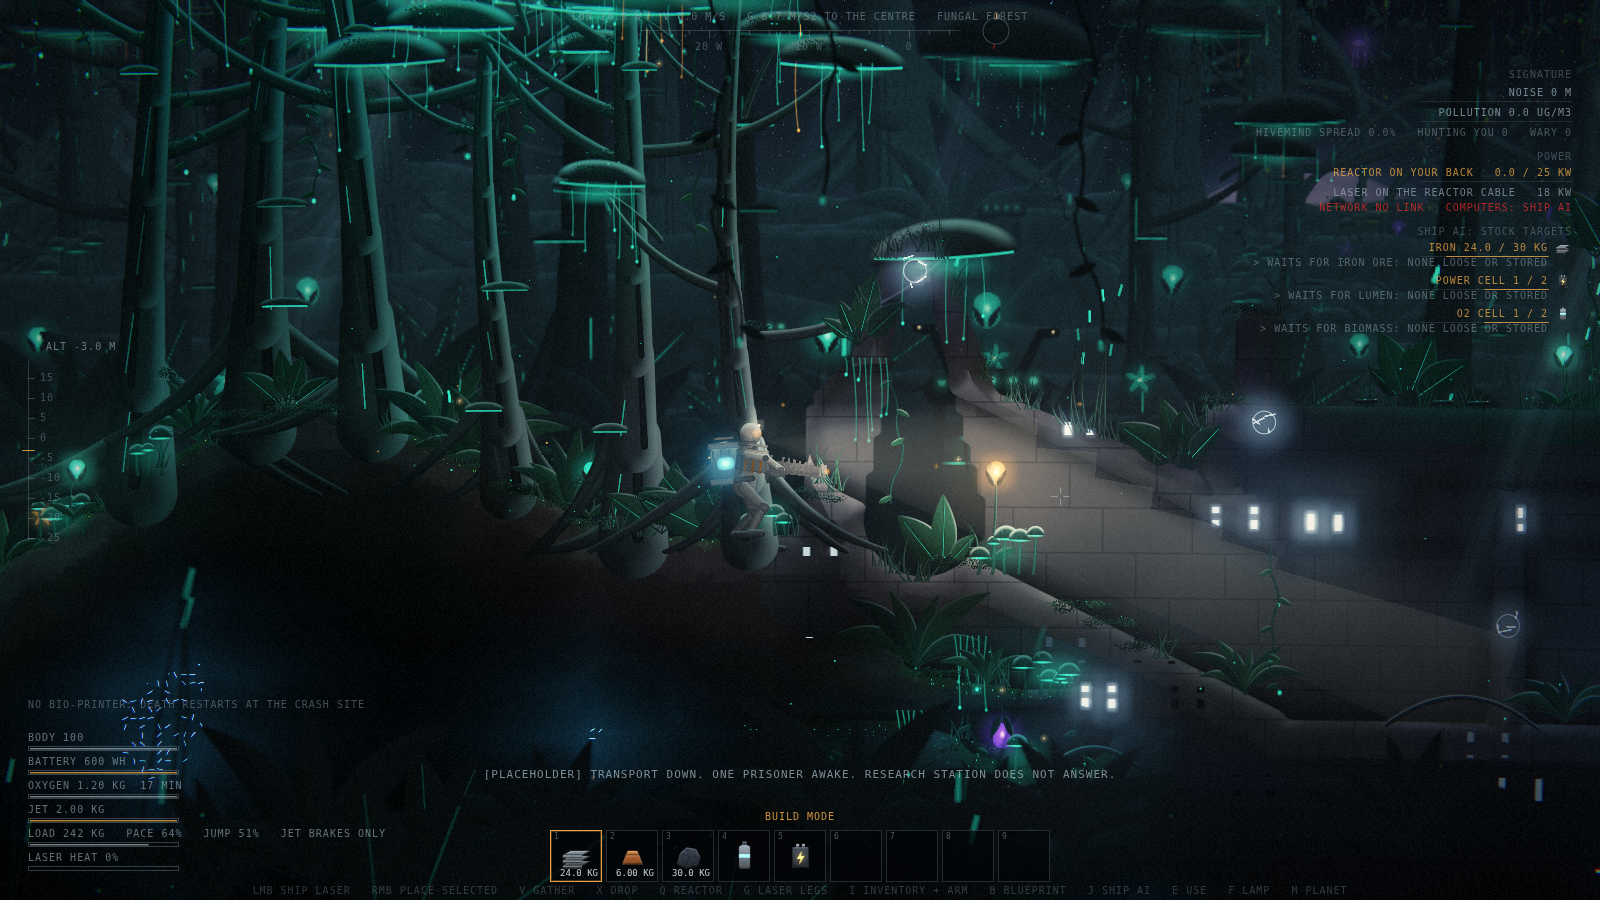 M/S TO THE CENTRE   FUNGAL FOREST
20 W   10 W   0
SIGNATURE
NOISE 0 M
POLLUTION 0.0 UG/M3
HIVEMIND SPREAD 0.0%   HUNTING YOU 0   WARY 0
POWER
REACTOR ON YOUR BACK   0.0 / 25 KW
LASER ON THE REACTOR CABLE   18 KW
NETWORK NO LINK   COMPUTERS: SHIP AI
SHIP AI: STOCK TARGETS
IRON 24.0 / 30 KG
> WAITS FOR IRON ORE: NONE LOOSE OR STORED
POWER CELL 1 / 2
> WAITS FOR LUMEN: NONE LOOSE OR STORED
O2 CELL 1 / 2
> WAITS FOR BIOMASS: NONE LOOSE OR STORED
ALT -3.0 M
15
10
5
0
-5
-10
-15
-20
-25
NO BIO-PRINTER: DEATH RESTARTS AT THE CRASH SITE
BODY 100
BATTERY 600 WH
OXYGEN 1.20 KG   17 MIN
JET 2.00 KG
LOAD 242 KG   PACE 64%   JUMP 51%   JET BRAKES ONLY
LASER HEAT 0%
[PLACEHOLDER] TRANSPORT DOWN. ONE PRISONER AWAKE. RESEARCH STATION DOES NOT ANSWER.
BUILD MODE
1 2 3 4 5 6 7 8 9
24.0 KG   6.00 KG   30.0 KG
LMB SHIP LASER   RMB PLACE SELECTED   V GATHER   X DROP   Q REACTOR   G LASER LEGS   I INVENTORY + ARM   B BLUEPRINT   J SHIP AI   E USE   F LAMP   M PLANET